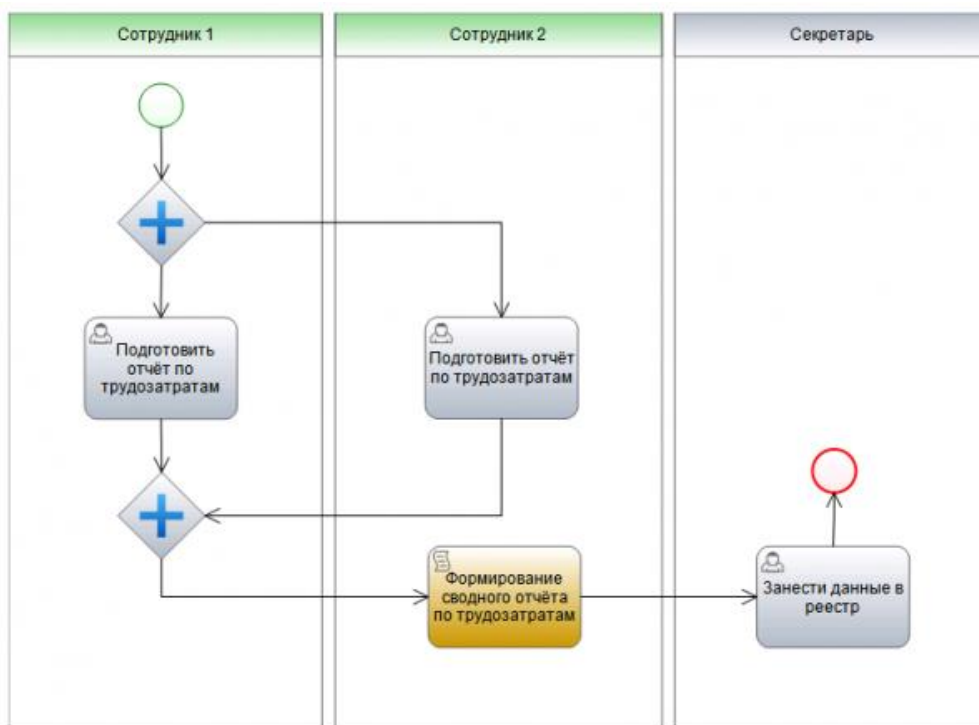 Сотрудник 1
Сотрудник 2
Секретарь
Подготовить
отчёт по
трудозатратам
Подготовить отчёт
по трудозатратам
Формирование
сводного отчёта
по трудозатратам
Занести данные в
реестр